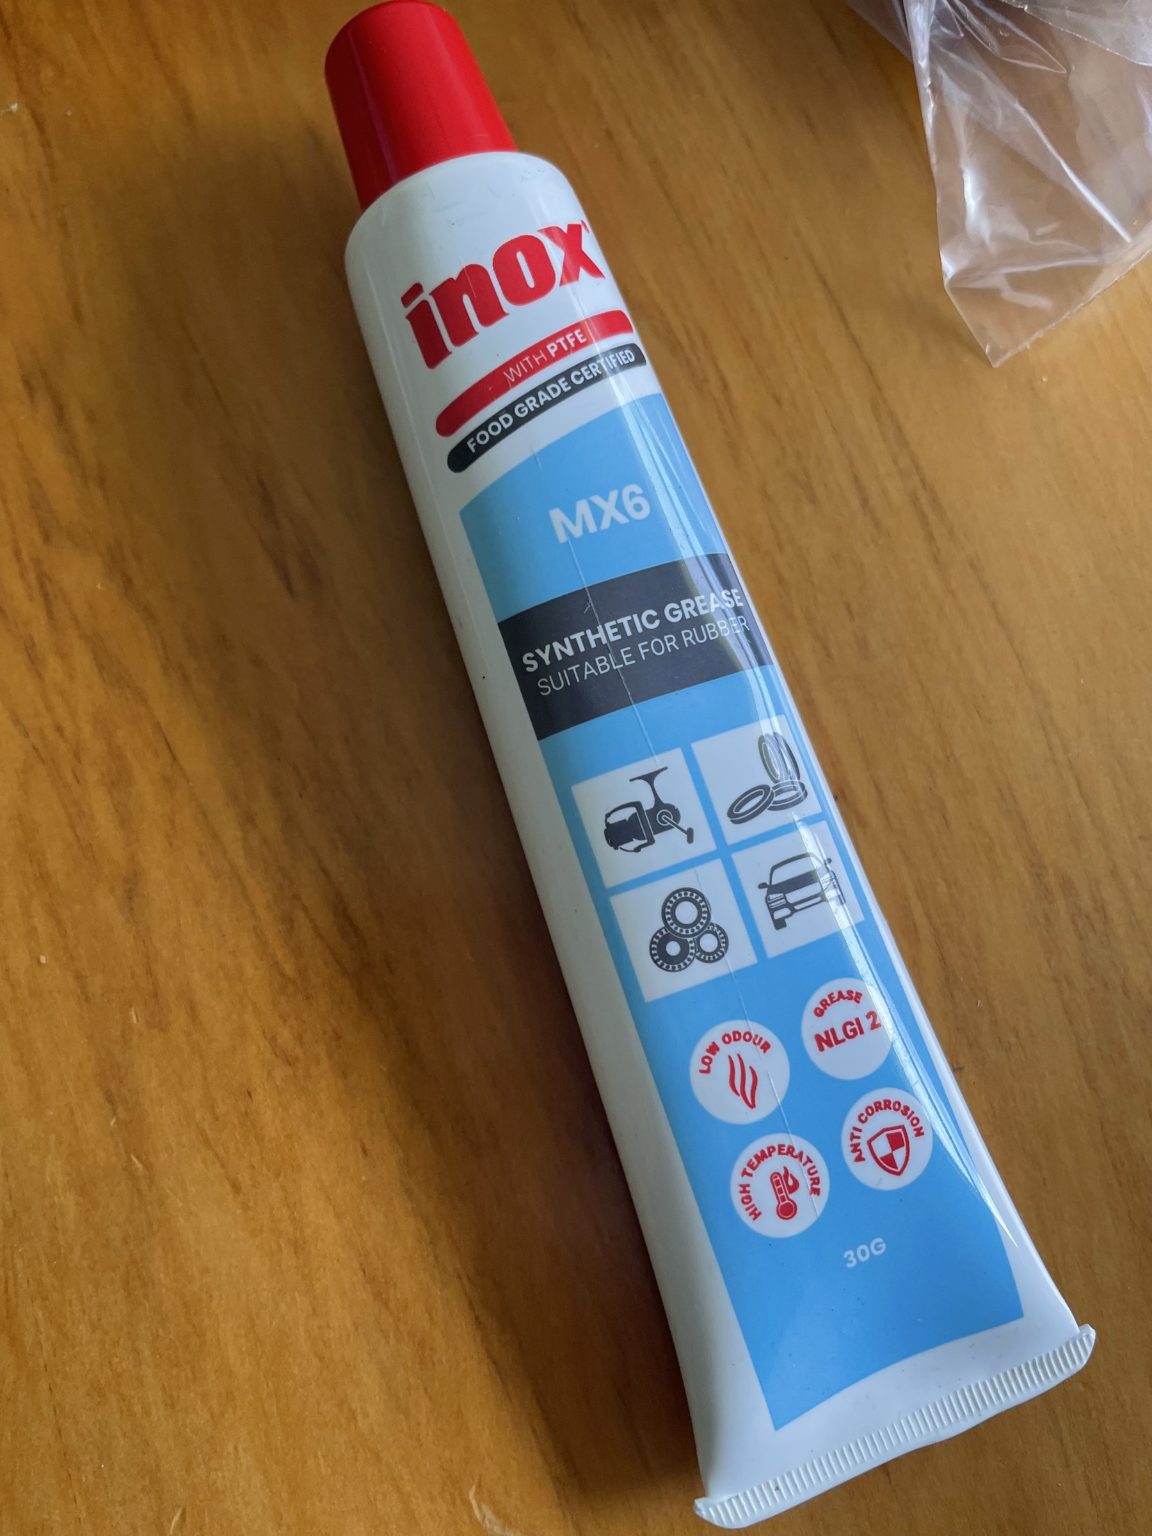 inox
WITH PTFE
FOOD GRADE CERTIFIED
MX6
SYNTHETIC GREASE
SUITABLE FOR RUBBER
GREASE
NLGI 2
LOW ODOUR
ANTI CORROSION
HIGH TEMPERATURE
30G